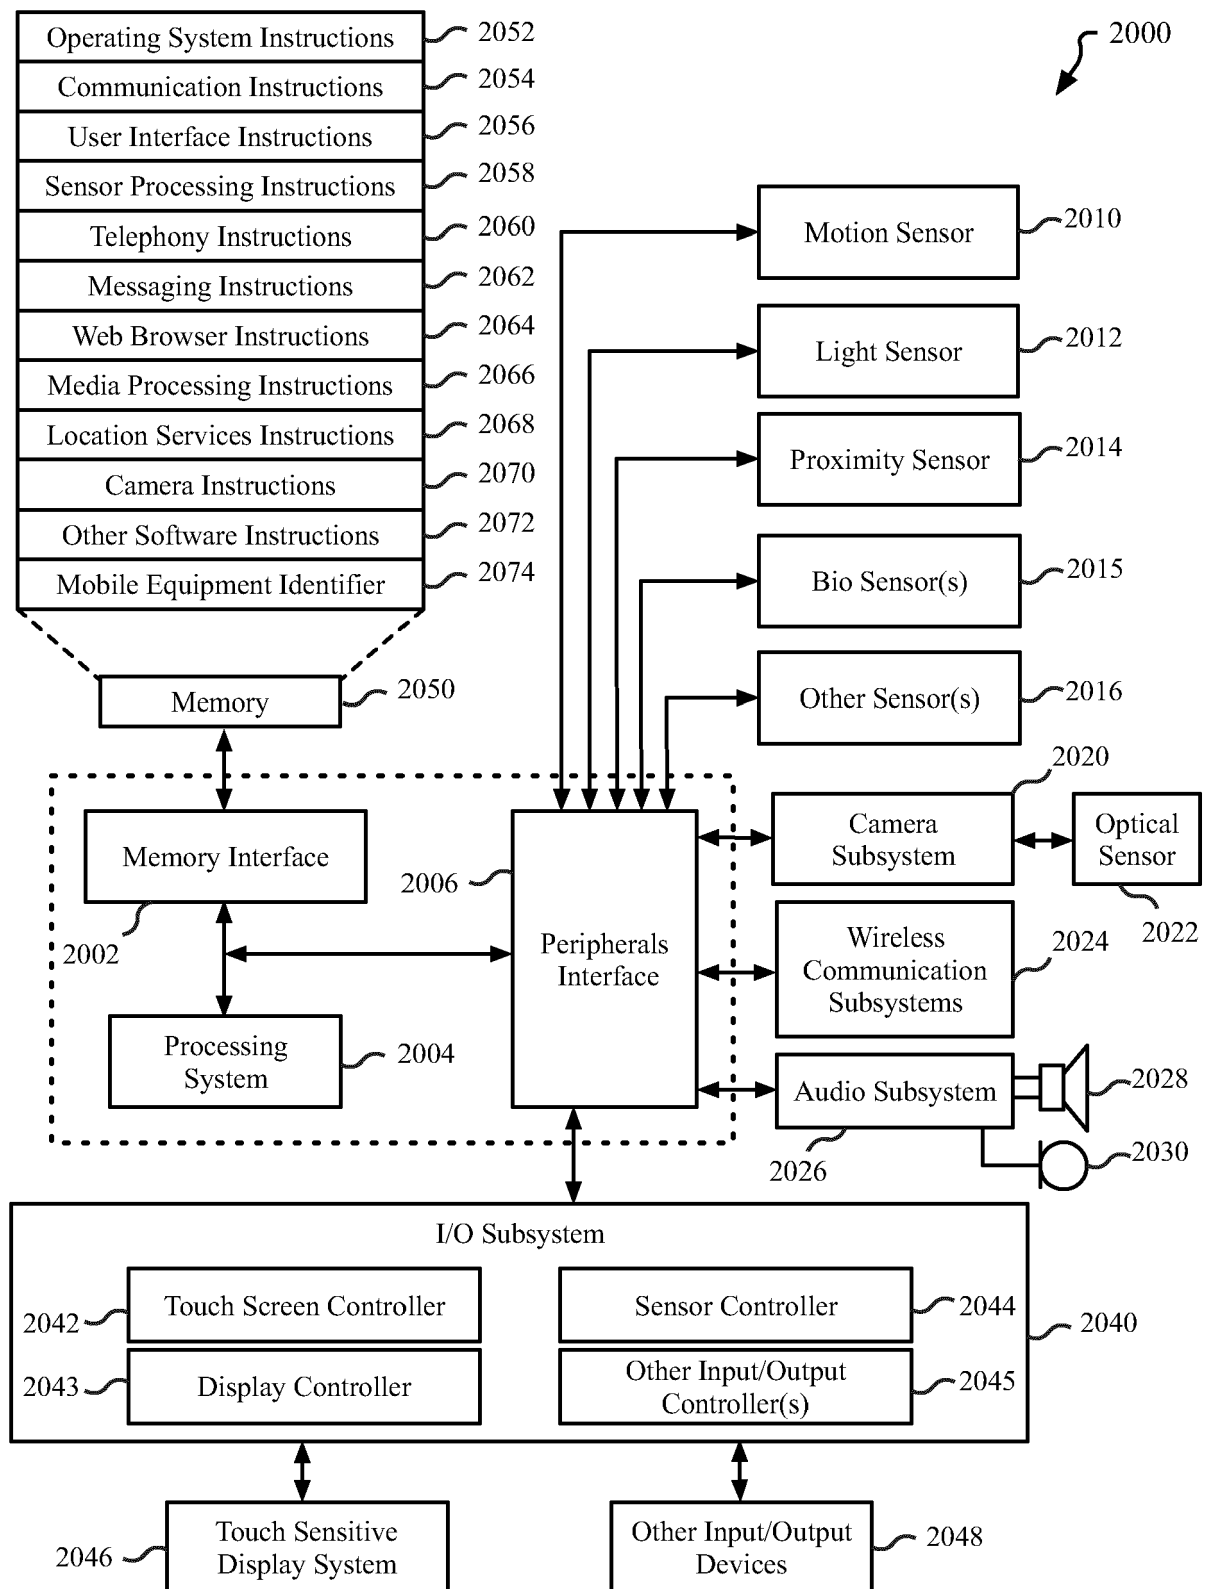 Operating System Instructions 2052
Communication Instructions 2054
User Interface Instructions 2056
Sensor Processing Instructions 2058
Telephony Instructions 2060
Messaging Instructions 2062
Web Browser Instructions 2064
Media Processing Instructions 2066
Location Services Instructions 2068
Camera Instructions 2070
Other Software Instructions 2072
Mobile Equipment Identifier 2074
Memory 2050
2000
Motion Sensor 2010
Light Sensor 2012
Proximity Sensor 2014
Bio Sensor(s) 2015
Other Sensor(s) 2016
Memory Interface
2002
Processing
System
2004
2006
Peripherals
Interface
2020
Camera
Subsystem
Optical
Sensor
2022
Wireless
Communication
Subsystems
2024
Audio Subsystem
2026
2028
2030
I/O Subsystem
2040
2042 Touch Screen Controller
Sensor Controller 2044
2043 Display Controller
Other Input/Output
Controller(s)
2045
2046
Touch Sensitive
Display System
Other Input/Output
Devices
2048